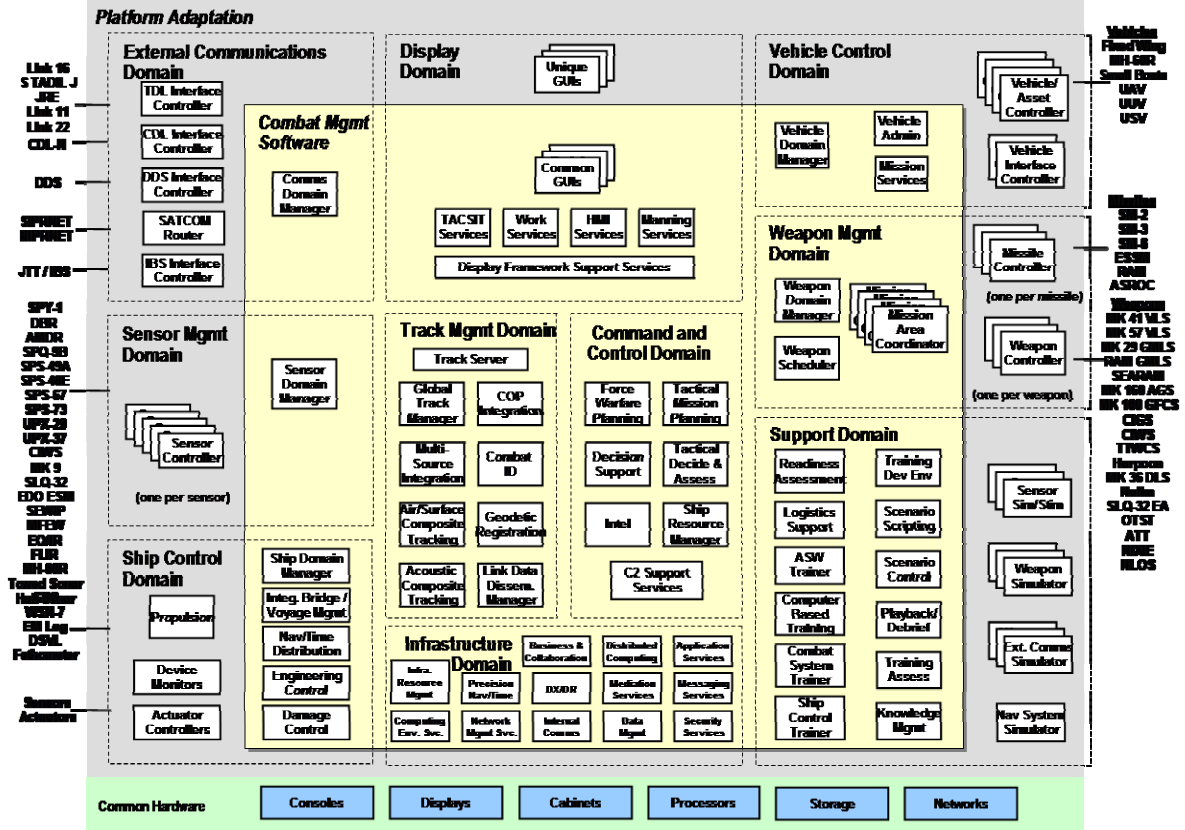 Platform Adaptation
External Communications
Domain
TDL Interface
Controller
CDL Interface
Controller
DDS Interface
Controller
SATCOM
Router
IBS Interface
Controller
Link 16
STADIL J
JRE
Link 11
Link 22
CDL-N
DDS
SIPRNET
NIPRNET
JTT / IBS
Combat Mgmt
Software
Comms
Domain
Manager
Display
Domain
Unique
GUIs
Common
GUIs
TACSIT
Services
Work
Services
HMI
Services
Manning
Services
Display Framework Support Services
Vehicle Control
Domain
Vehicle
Domain
Manager
Vehicle
Admin
Mission
Services
Vehicle/
Asset
Controller
Vehicle
Interface
Controller
Vehicles
Fixed Wing
MH-60R
Small Boats
UAV
UUV
USV
Weapon Mgmt
Domain
Weapon
Domain
Manager
Mission
Area
Coordinator
Weapon
Scheduler
Missile
Controller
(one per missile)
Weapon
Controller
(one per weapon)
Missiles
SM-2
SM-3
SM-6
ESSM
RAM
ASROC
Weapons
MK 41 VLS
MK 57 VLS
MK 29 GMLS
RAM GMLS
SEARAM
MK 160 AGS
MK 160 GFCS
CIGS
CIWS
TTWCS
Harpoon
MK 36 DLS
Nulka
SLQ-32 EA
OTST
ATT
NLOS
Sensor Mgmt
Domain
Sensor
Domain
Manager
Sensor
Controller
(one per sensor)
SPY-1
DBR
AMDR
SPQ-9B
SPS-49A
SPS-48E
SPS-67
SPS-73
UPX-29
UPX-37
CIWS
MK 9
SLQ-32
EDO ESM
SEWIP
MFEW
EO/IR
FLIR
MH-60R
Towed Sonar
Hull Sonar
WSN-7
EM Log
DSVL
Fathometer
Track Mgmt Domain
Track Server
Global
Track
Manager
COP
Integration
Multi-
Source
Integration
Combat
ID
Air/Surface
Composite
Tracking
Geodetic
Registration
Acoustic
Composite
Tracking
Link Data
Dissem.
Manager
Command and
Control Domain
Force
Warfare
Planning
Tactical
Mission
Planning
Decision
Support
Tactical
Decide &
Assess
Intel
Ship
Resource
Manager
C2 Support
Services
Support Domain
Readiness
Assessment
Training
Dev Env
Logistics
Support
Scenario
Scripting
ASW
Trainer
Scenario
Control
Computer
Based
Training
Playback/
Debrief
Combat
System
Trainer
Training
Assess
Ship
Control
Trainer
Knowledge
Mgmt
Sensor
Sim/Stim
Weapon
Simulator
Ext. Comms
Simulator
Nav System
Simulator
Ship Control
Domain
Propulsion
Device
Monitors
Actuator
Controllers
Sensors
Actuators
Ship Domain
Manager
Integ. Bridge /
Voyage Mgmt
Nav/Time
Distribution
Engineering
Control
Damage
Control
Infrastructure
Domain
Business &
Collaboration
Distributed
Computing
Application
Services
Infra.
Resource
Mgmt
Precision
Nav/Time
DX/DR
Mediation
Services
Messaging
Services
Computing
Env. Svc.
Network
Mgmt Svc.
Internal
Comms
Data
Mgmt
Security
Services
Common Hardware
Consoles
Displays
Cabinets
Processors
Storage
Networks